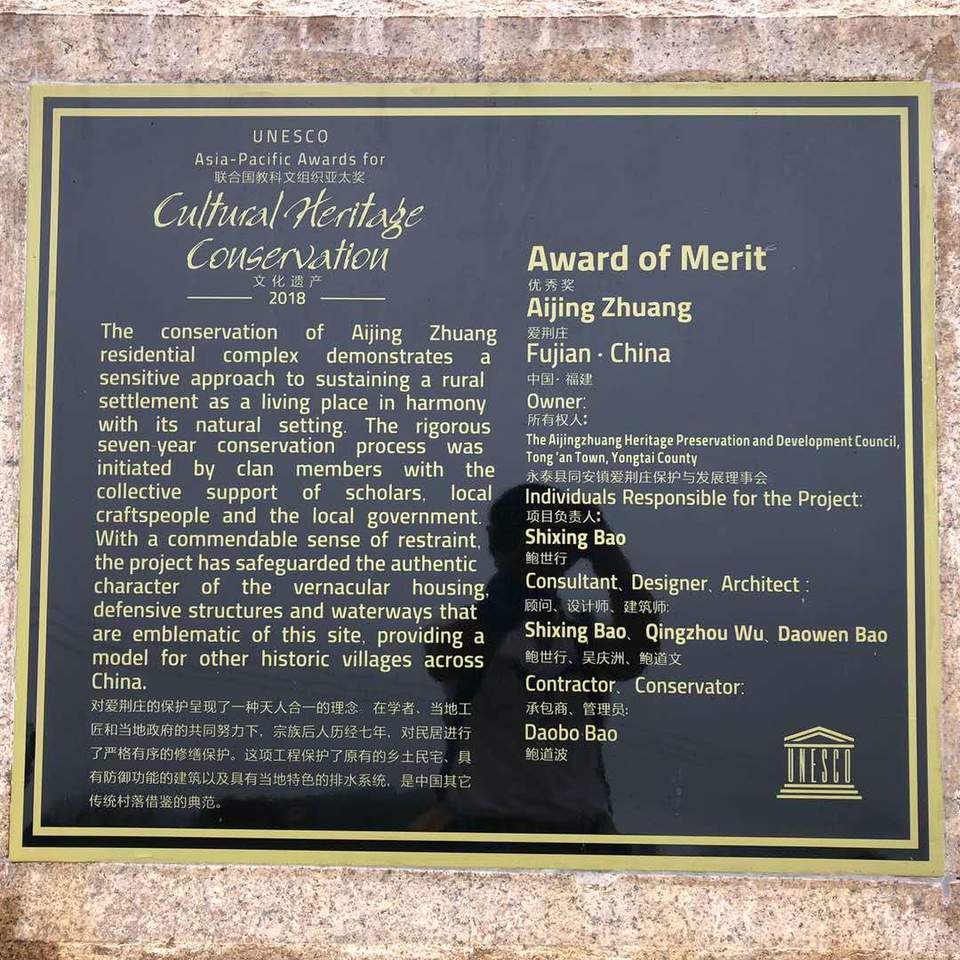 UNESCO
Asia-Pacific Awards for
联合国教科文组织亚太奖
Cultural Heritage
Conservation
文化遗产
2018
The conservation of Aijing Zhuang
residential complex demonstrates a
sensitive approach to sustaining a rural
settlement as a living place in harmony
with its natural setting. The rigorous
seven-year conservation process was
initiated by clan members with the
collective support of scholars, local
craftspeople and the local government.
With a commendable sense of restraint,
the project has safeguarded the authentic
character of the vernacular housing,
defensive structures and waterways that
are emblematic of this site, providing a
model for other historic villages across
China.
对爱荆庄的保护呈现了一种天人合一的理念 在学者、当地工
匠和当地政府的共同努力下，宗族后人历经七年，对民居进行
了严格有序的修缮保护。这项工程保护了原有的乡土民宅、具
有防御功能的建筑以及具有当地特色的排水系统，是中国其它
传统村落借鉴的典范。
Award of Merit
优秀奖
Aijing Zhuang
爱荆庄
Fujian · China
中国·福建
Owner:
所有权人：
The Aijingzhuang Heritage Preservation and Development Council,
Tong 'an Town, Yongtai County
永泰县同安镇爱荆庄保护与发展理事会
Individuals Responsible for the Project:
项目负责人：
Shixing Bao
鲍世行
Consultant、Designer、Architect :
顾问、设计师、建筑师:
Shixing Bao、Qingzhou Wu、Daowen Bao
鲍世行、吴庆洲、鲍道文
Contractor、Conservator:
承包商、管理员:
Daobo Bao
鲍道波
UNESCO